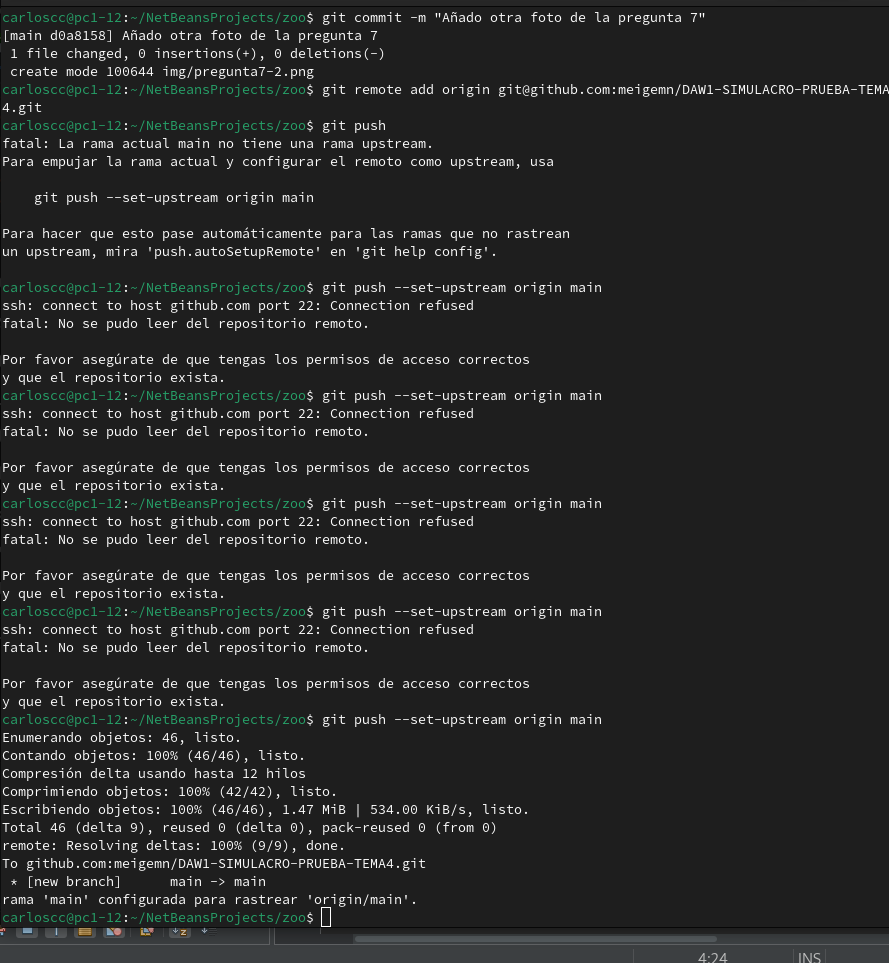 carloscc@pc1-12:~/NetBeansProjects/zoo$ git commit -m "Añado otra foto de la pregunta 7"
[main d0a8158] Añado otra foto de la pregunta 7
 1 file changed, 0 insertions(+), 0 deletions(-)
 create mode 100644 img/pregunta7-2.png
carloscc@pc1-12:~/NetBeansProjects/zoo$ git remote add origin git@github.com:meigemn/DAW1-SIMULACRO-PRUEBA-TEMA
4.git
carloscc@pc1-12:~/NetBeansProjects/zoo$ git push
fatal: La rama actual main no tiene una rama upstream.
Para empujar la rama actual y configurar el remoto como upstream, usa

    git push --set-upstream origin main

Para hacer que esto pase automáticamente para las ramas que no rastrean
un upstream, mira 'push.autoSetupRemote' en 'git help config'.

carloscc@pc1-12:~/NetBeansProjects/zoo$ git push --set-upstream origin main
ssh: connect to host github.com port 22: Connection refused
fatal: No se pudo leer del repositorio remoto.

Por favor asegúrate de que tengas los permisos de acceso correctos
y que el repositorio exista.
carloscc@pc1-12:~/NetBeansProjects/zoo$ git push --set-upstream origin main
ssh: connect to host github.com port 22: Connection refused
fatal: No se pudo leer del repositorio remoto.

Por favor asegúrate de que tengas los permisos de acceso correctos
y que el repositorio exista.
carloscc@pc1-12:~/NetBeansProjects/zoo$ git push --set-upstream origin main
ssh: connect to host github.com port 22: Connection refused
fatal: No se pudo leer del repositorio remoto.

Por favor asegúrate de que tengas los permisos de acceso correctos
y que el repositorio exista.
carloscc@pc1-12:~/NetBeansProjects/zoo$ git push --set-upstream origin main
ssh: connect to host github.com port 22: Connection refused
fatal: No se pudo leer del repositorio remoto.

Por favor asegúrate de que tengas los permisos de acceso correctos
y que el repositorio exista.
carloscc@pc1-12:~/NetBeansProjects/zoo$ git push --set-upstream origin main
Enumerando objetos: 46, listo.
Contando objetos: 100% (46/46), listo.
Compresión delta usando hasta 12 hilos
Comprimiendo objetos: 100% (42/42), listo.
Escribiendo objetos: 100% (46/46), 1.47 MiB | 534.00 KiB/s, listo.
Total 46 (delta 9), reused 0 (delta 0), pack-reused 0 (from 0)
remote: Resolving deltas: 100% (9/9), done.
To github.com:meigemn/DAW1-SIMULACRO-PRUEBA-TEMA4.git
 * [new branch]      main -> main
rama 'main' configurada para rastrear 'origin/main'.
carloscc@pc1-12:~/NetBeansProjects/zoo$
4:24 INS